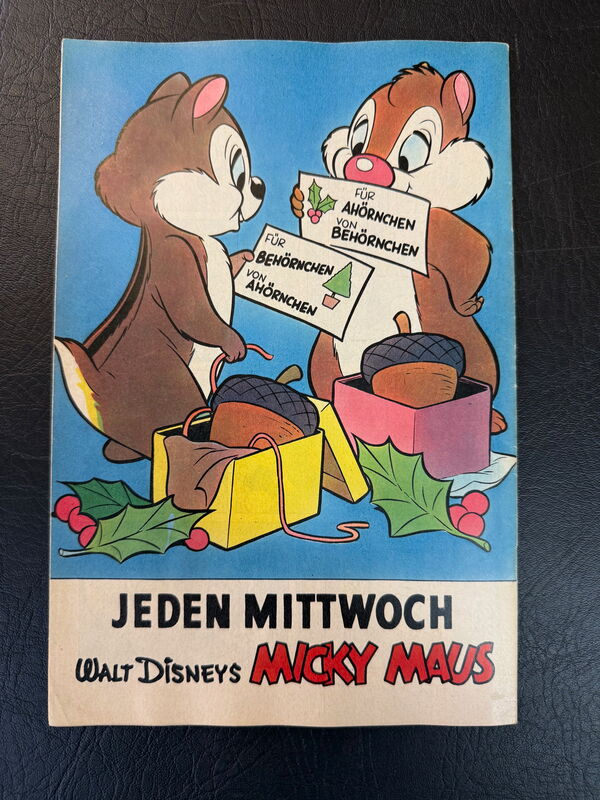 FÜR
AHÖRNCHEN
VON
BEHÖRNCHEN
FÜR
BEHÖRNCHEN
VON
AHÖRNCHEN
JEDEN MITTWOCH
WALT DISNEYS MICKY MAUS